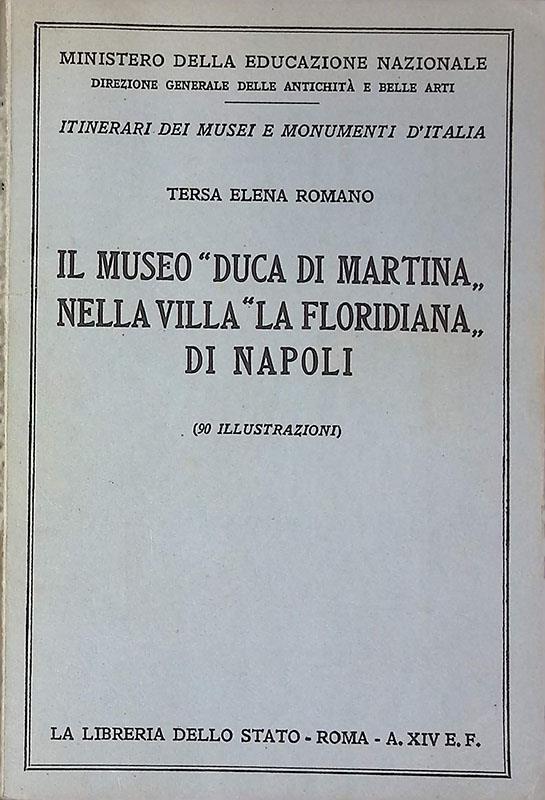 MINISTERO DELLA EDUCAZIONE NAZIONALE
DIREZIONE GENERALE DELLE ANTICHITÀ E BELLE ARTI
ITINERARI DEI MUSEI E MONUMENTI D'ITALIA
TERSA ELENA ROMANO
IL MUSEO “DUCA DI MARTINA„
NELLA VILLA “LA FLORIDIANA„
DI NAPOLI
(90 ILLUSTRAZIONI)
LA LIBRERIA DELLO STATO - ROMA - A. XIV E. F.